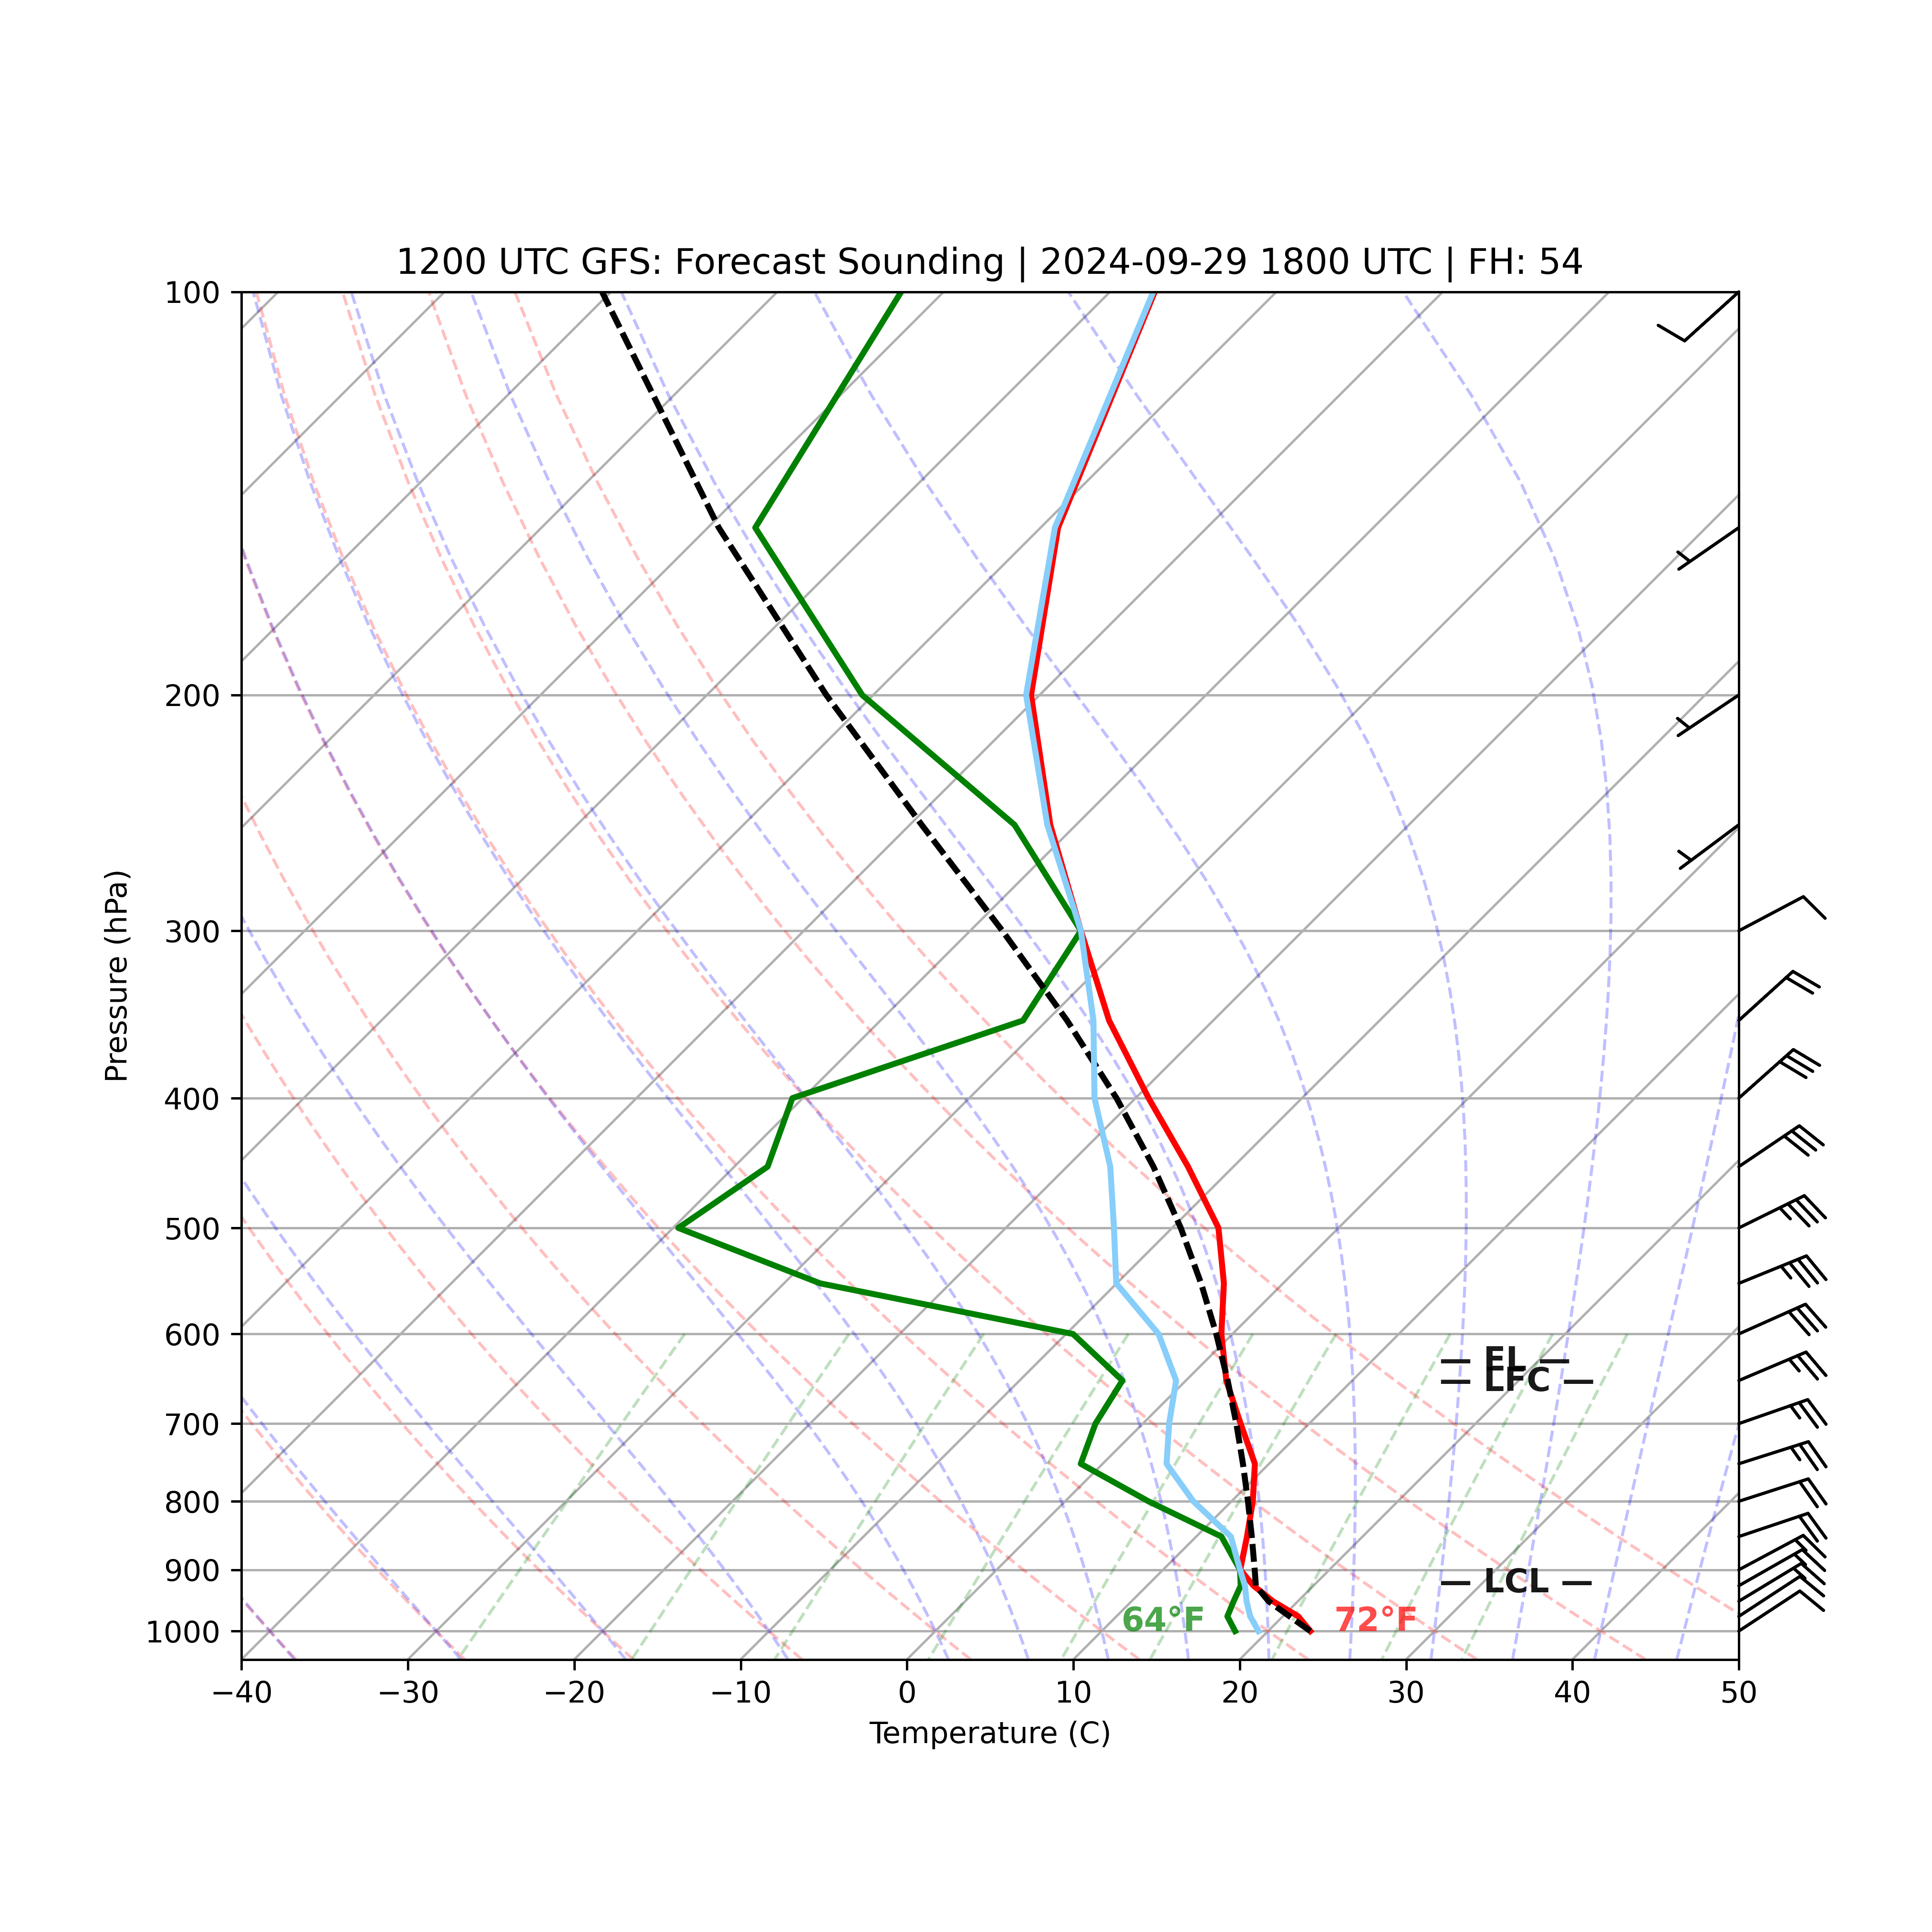 1200 UTC GFS: Forecast Sounding | 2024-09-29 1800 UTC | FH: 54
100
200
300
400
500
600
700
800
900
1000
Pressure (hPa)
— EL —
— LFC —
— LCL —
64°F
72°F
−40 −30 −20 −10 0 10 20 30 40 50
Temperature (C)